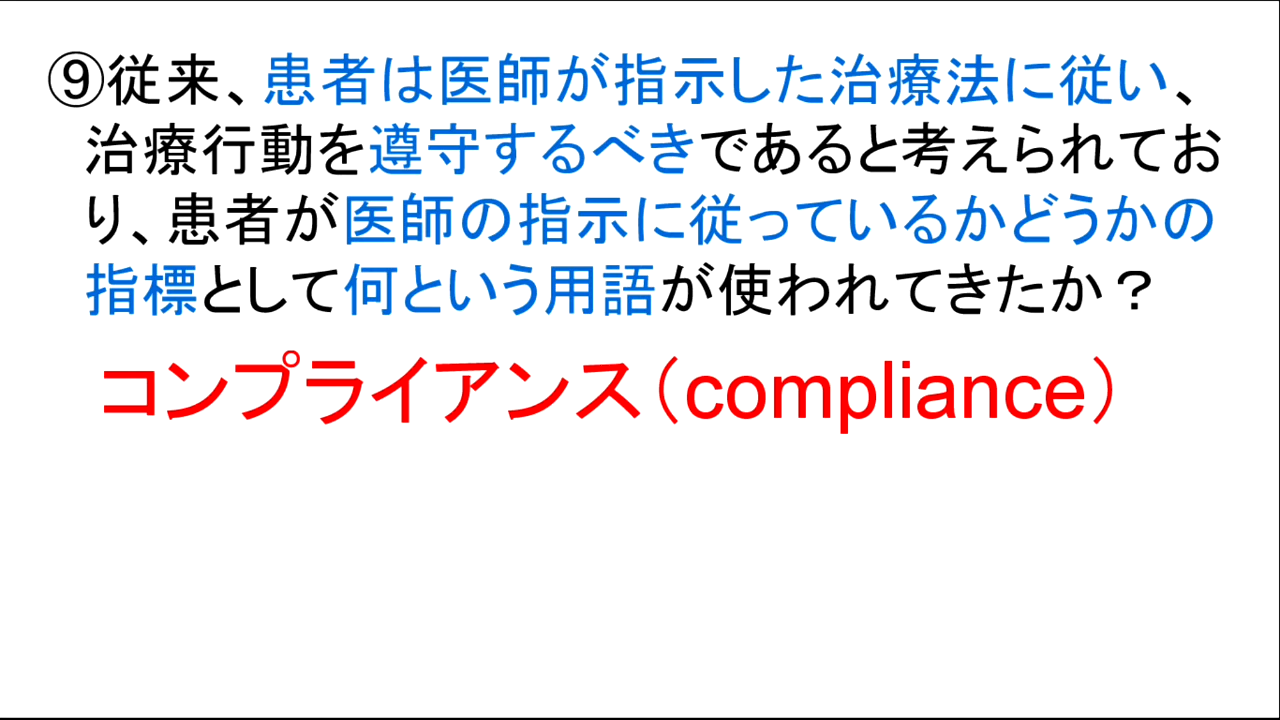 ⑨従来、患者は医師が指示した治療法に従い、
治療行動を遵守するべきであると考えられてお
り、患者が医師の指示に従っているかどうかの
指標として何という用語が使われてきたか？
コンプライアンス（compliance）